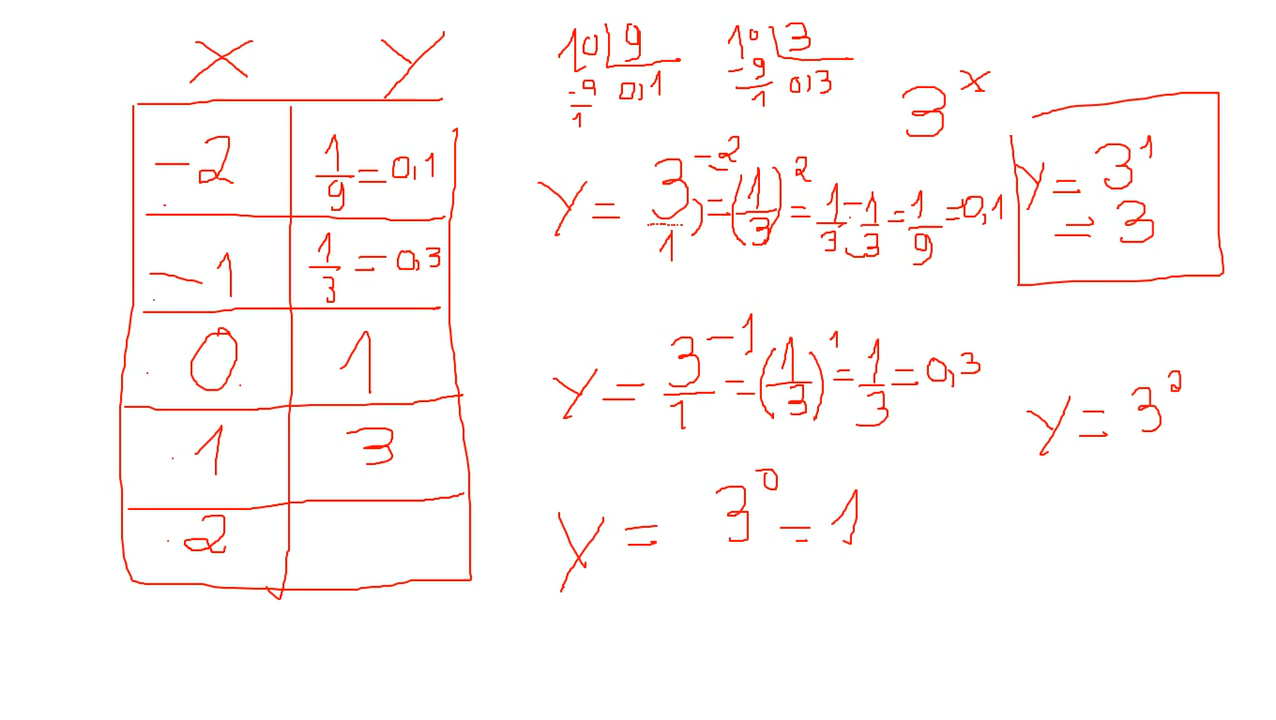 X Y
-2 1/9 = 0,1
-1 1/3 = 0,3
0 1
1 3
2
10 | 9
-9 0,1
1
10 | 3
-9 0,3
1
3^x
Y = 3^-2/1 = (1/3)^2 = 1/3 - 1/3 = 1/9 = 0,1
Y = 3^1
= 3
Y = 3^-1/1 = (1/3)^1 = 1/3 = 0,3
Y = 3^2
Y = 3^0 = 1